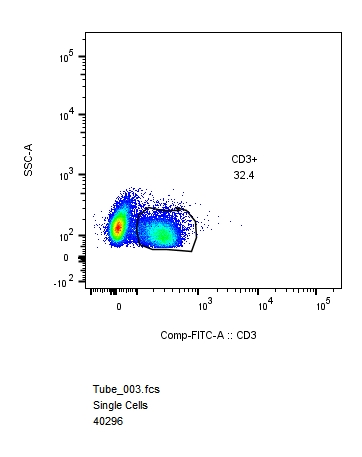 10⁵
10⁴
10³
10²
0
-10²
SSC-A
CD3+
32.4
0
10³
10⁴
10⁵
Comp-FITC-A :: CD3
Tube_003.fcs
Single Cells
40296